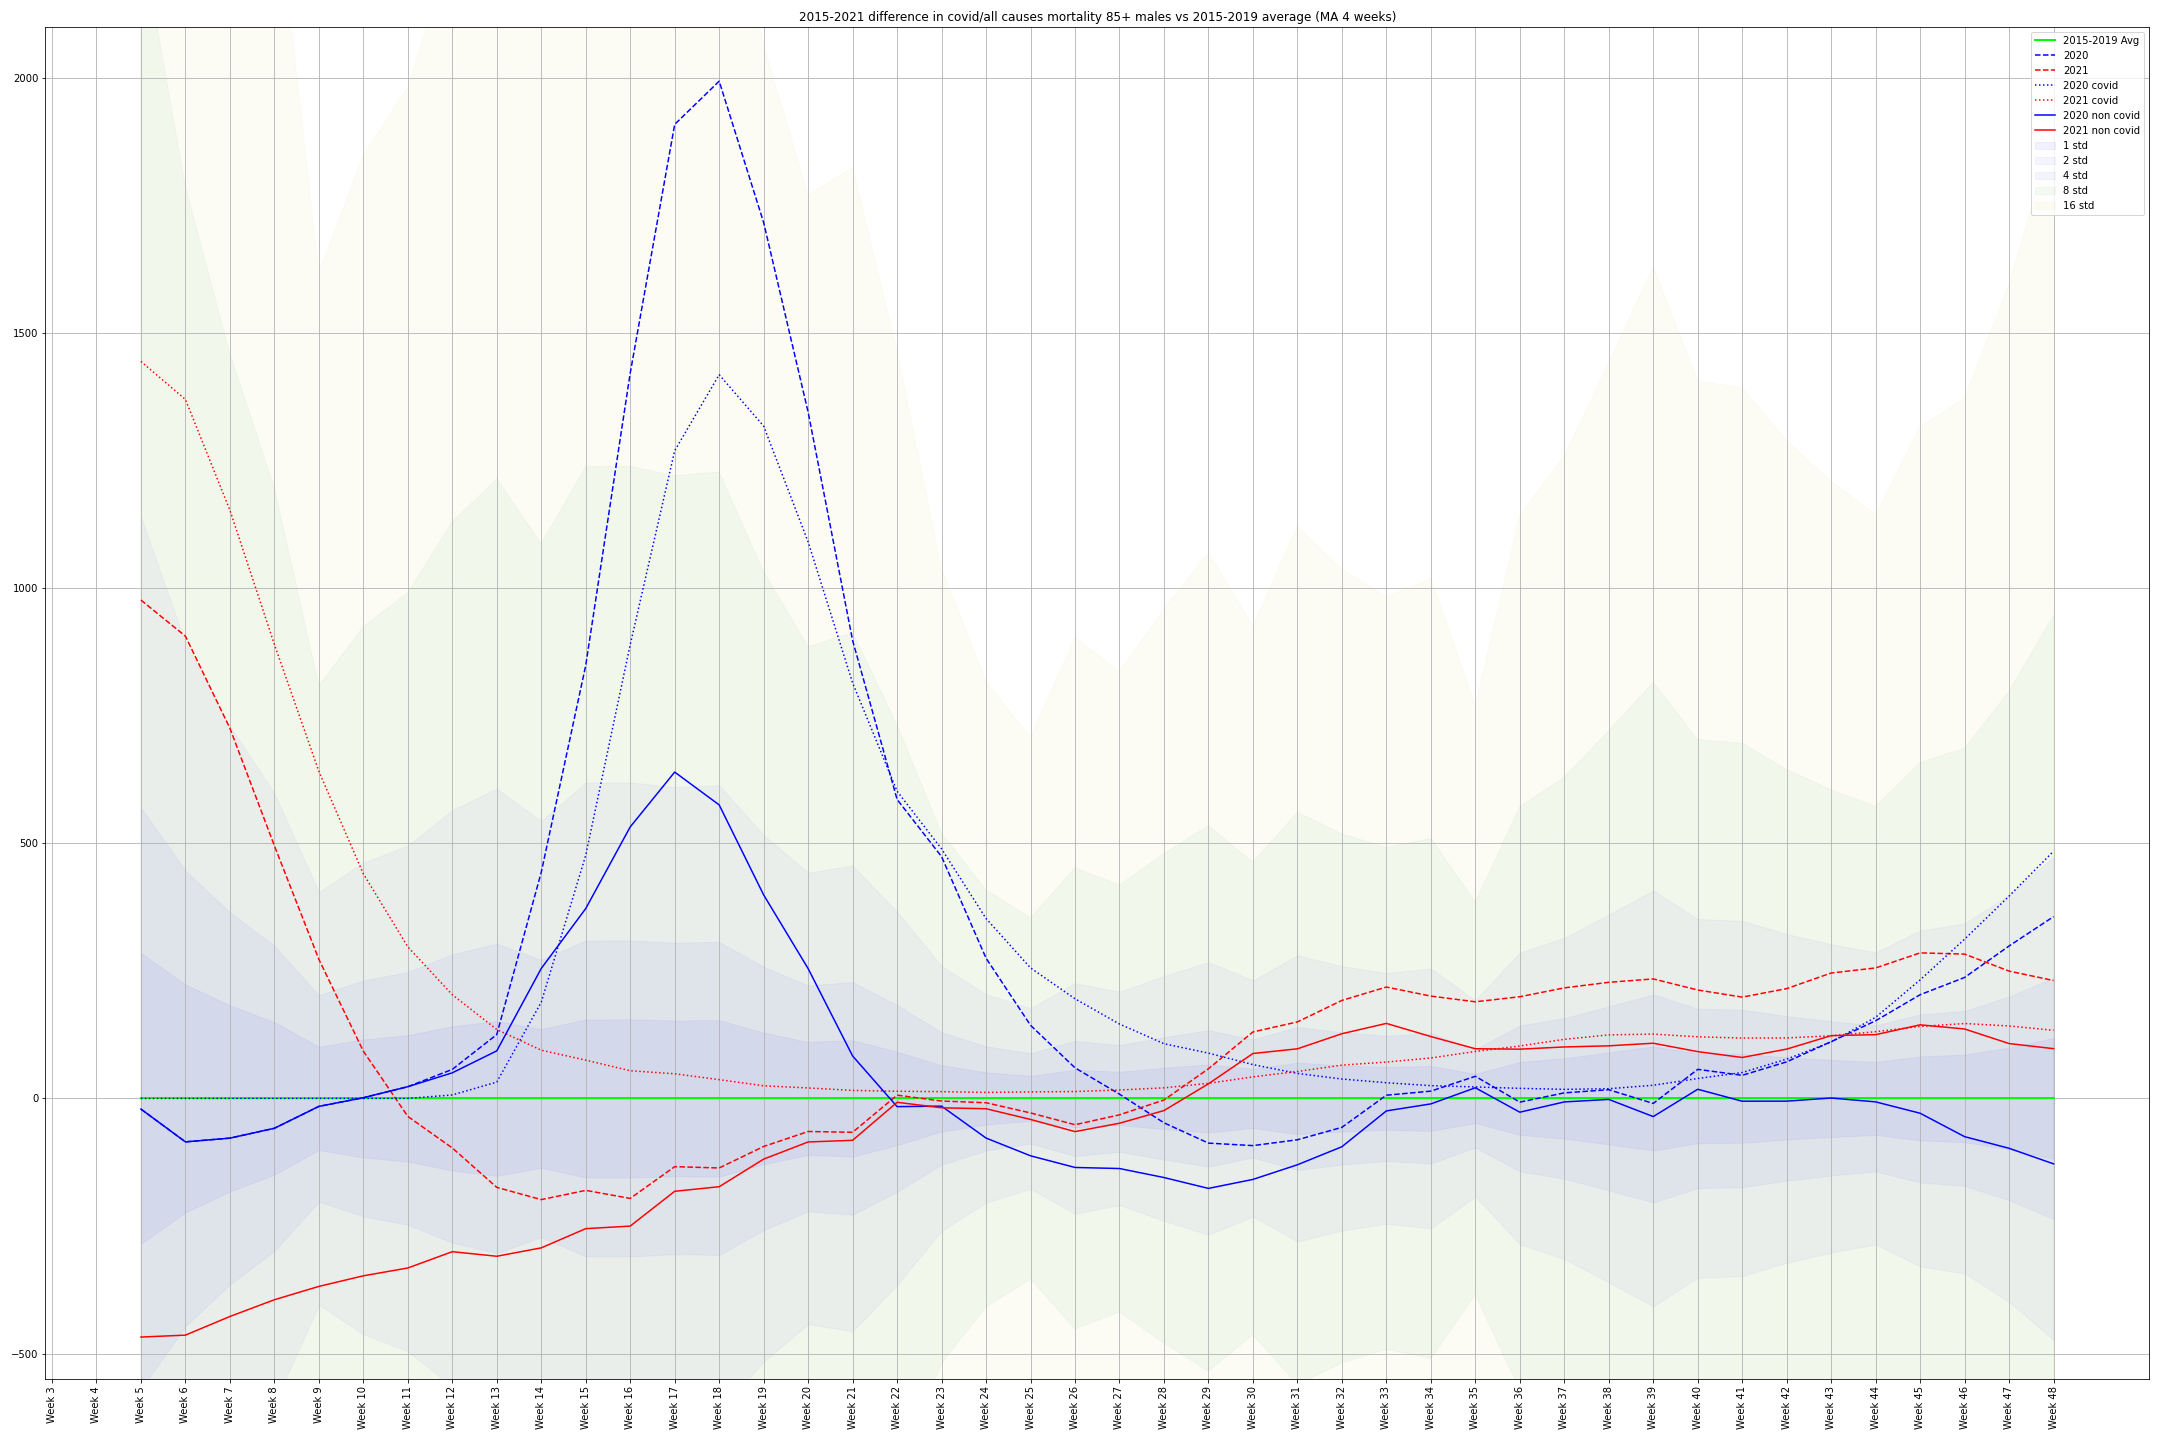 2015-2021 difference in covid/all causes mortality 85+ males vs 2015-2019 average (MA 4 weeks)
2015-2019 Avg
2020
2021
2020 covid
2021 covid
2020 non covid
2021 non covid
1 std
2 std
4 std
8 std
16 std
2000
1500
1000
500
0
−500
Week 3
Week 4
Week 5
Week 6
Week 7
Week 8
Week 9
Week 10
Week 11
Week 12
Week 13
Week 14
Week 15
Week 16
Week 17
Week 18
Week 19
Week 20
Week 21
Week 22
Week 23
Week 24
Week 25
Week 26
Week 27
Week 28
Week 29
Week 30
Week 31
Week 32
Week 33
Week 34
Week 35
Week 36
Week 37
Week 38
Week 39
Week 40
Week 41
Week 42
Week 43
Week 44
Week 45
Week 46
Week 47
Week 48